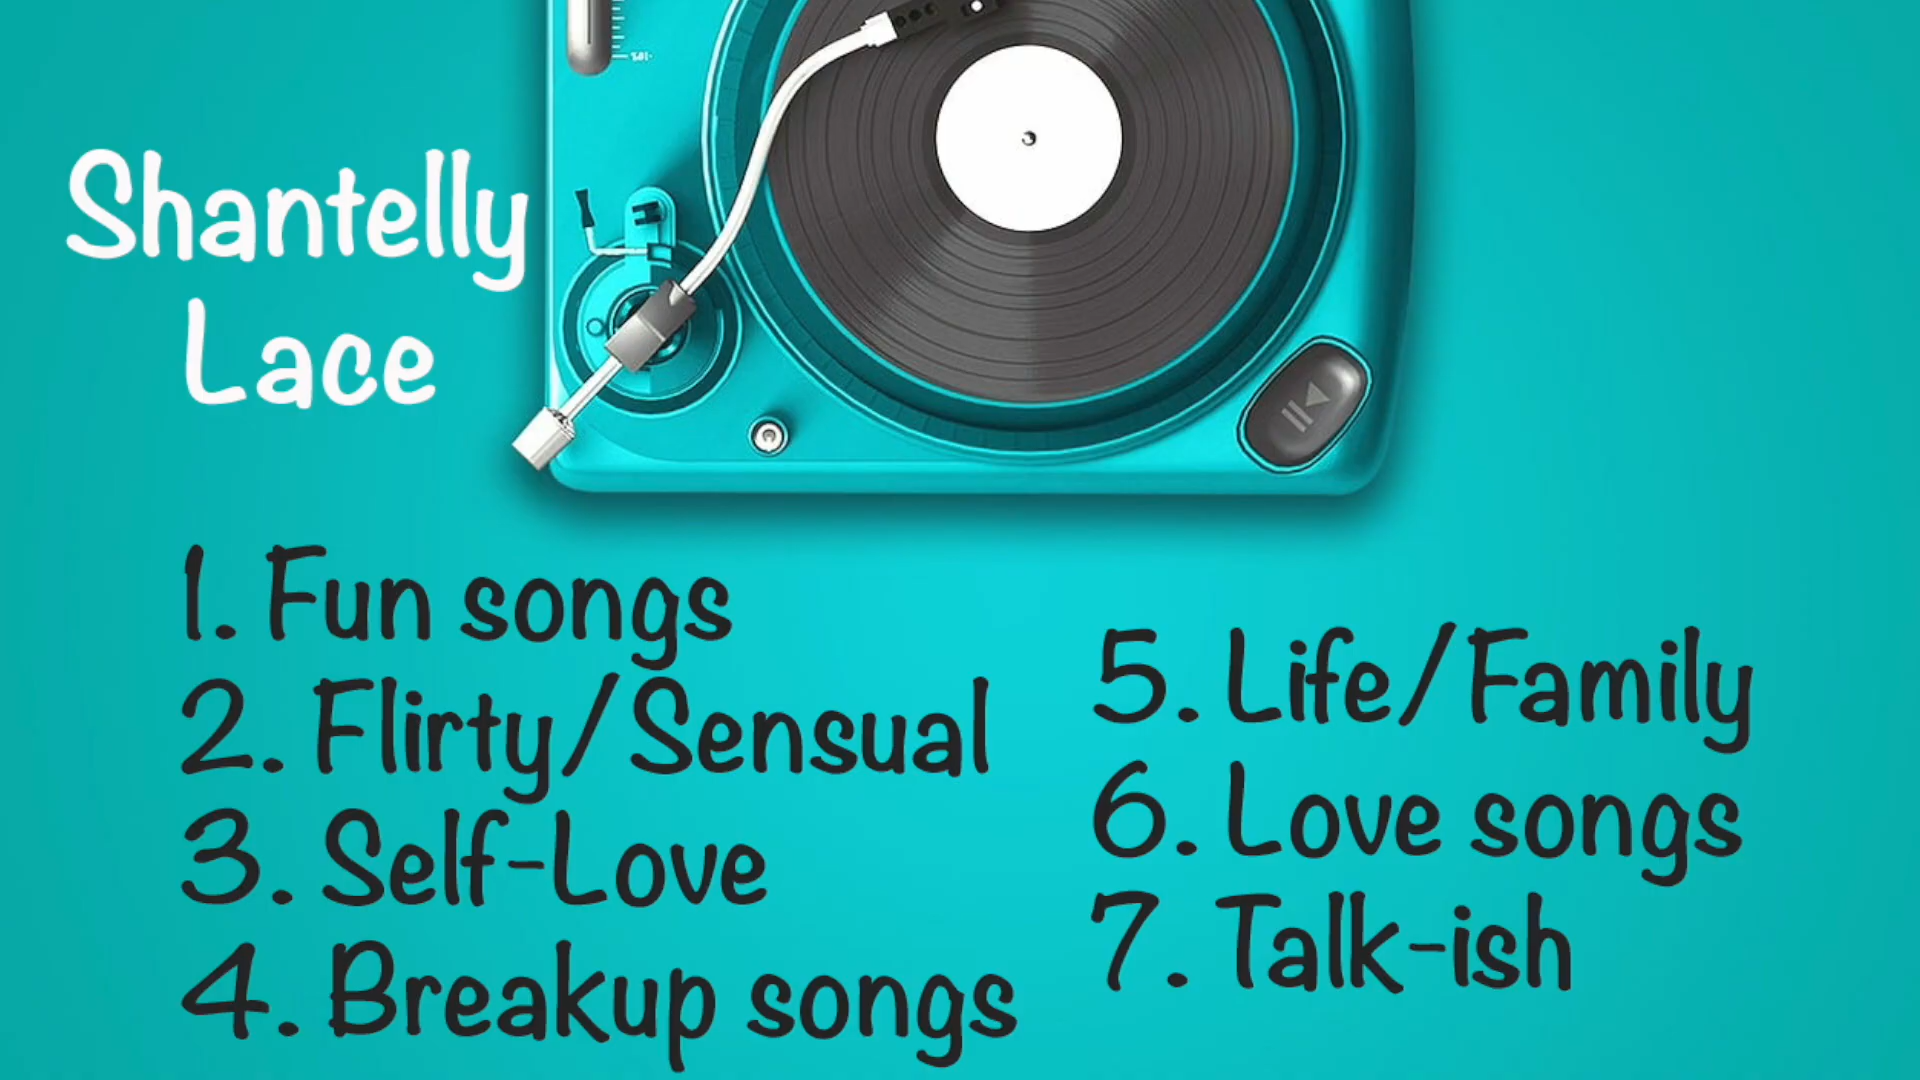 Shantelly
Lace
1. Fun songs
2. Flirty/Sensual
3. Self-Love
4. Breakup songs
5. Life/Family
6. Love songs
7. Talk-ish